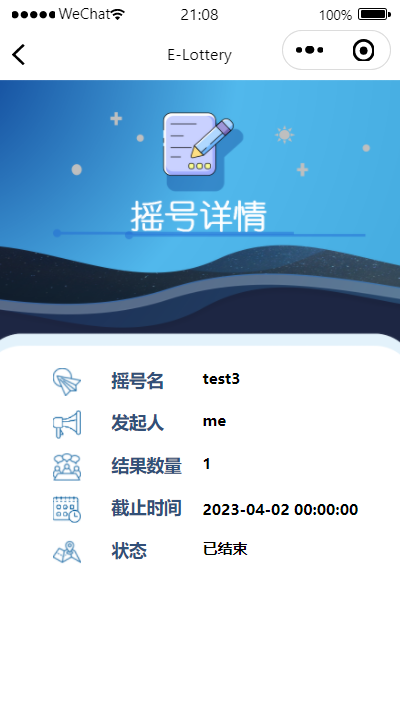 WeChat 21:08 100%
E-Lottery
摇号详情
摇号名 test3
发起人 me
结果数量 1
截止时间 2023-04-02 00:00:00
状态 已结束